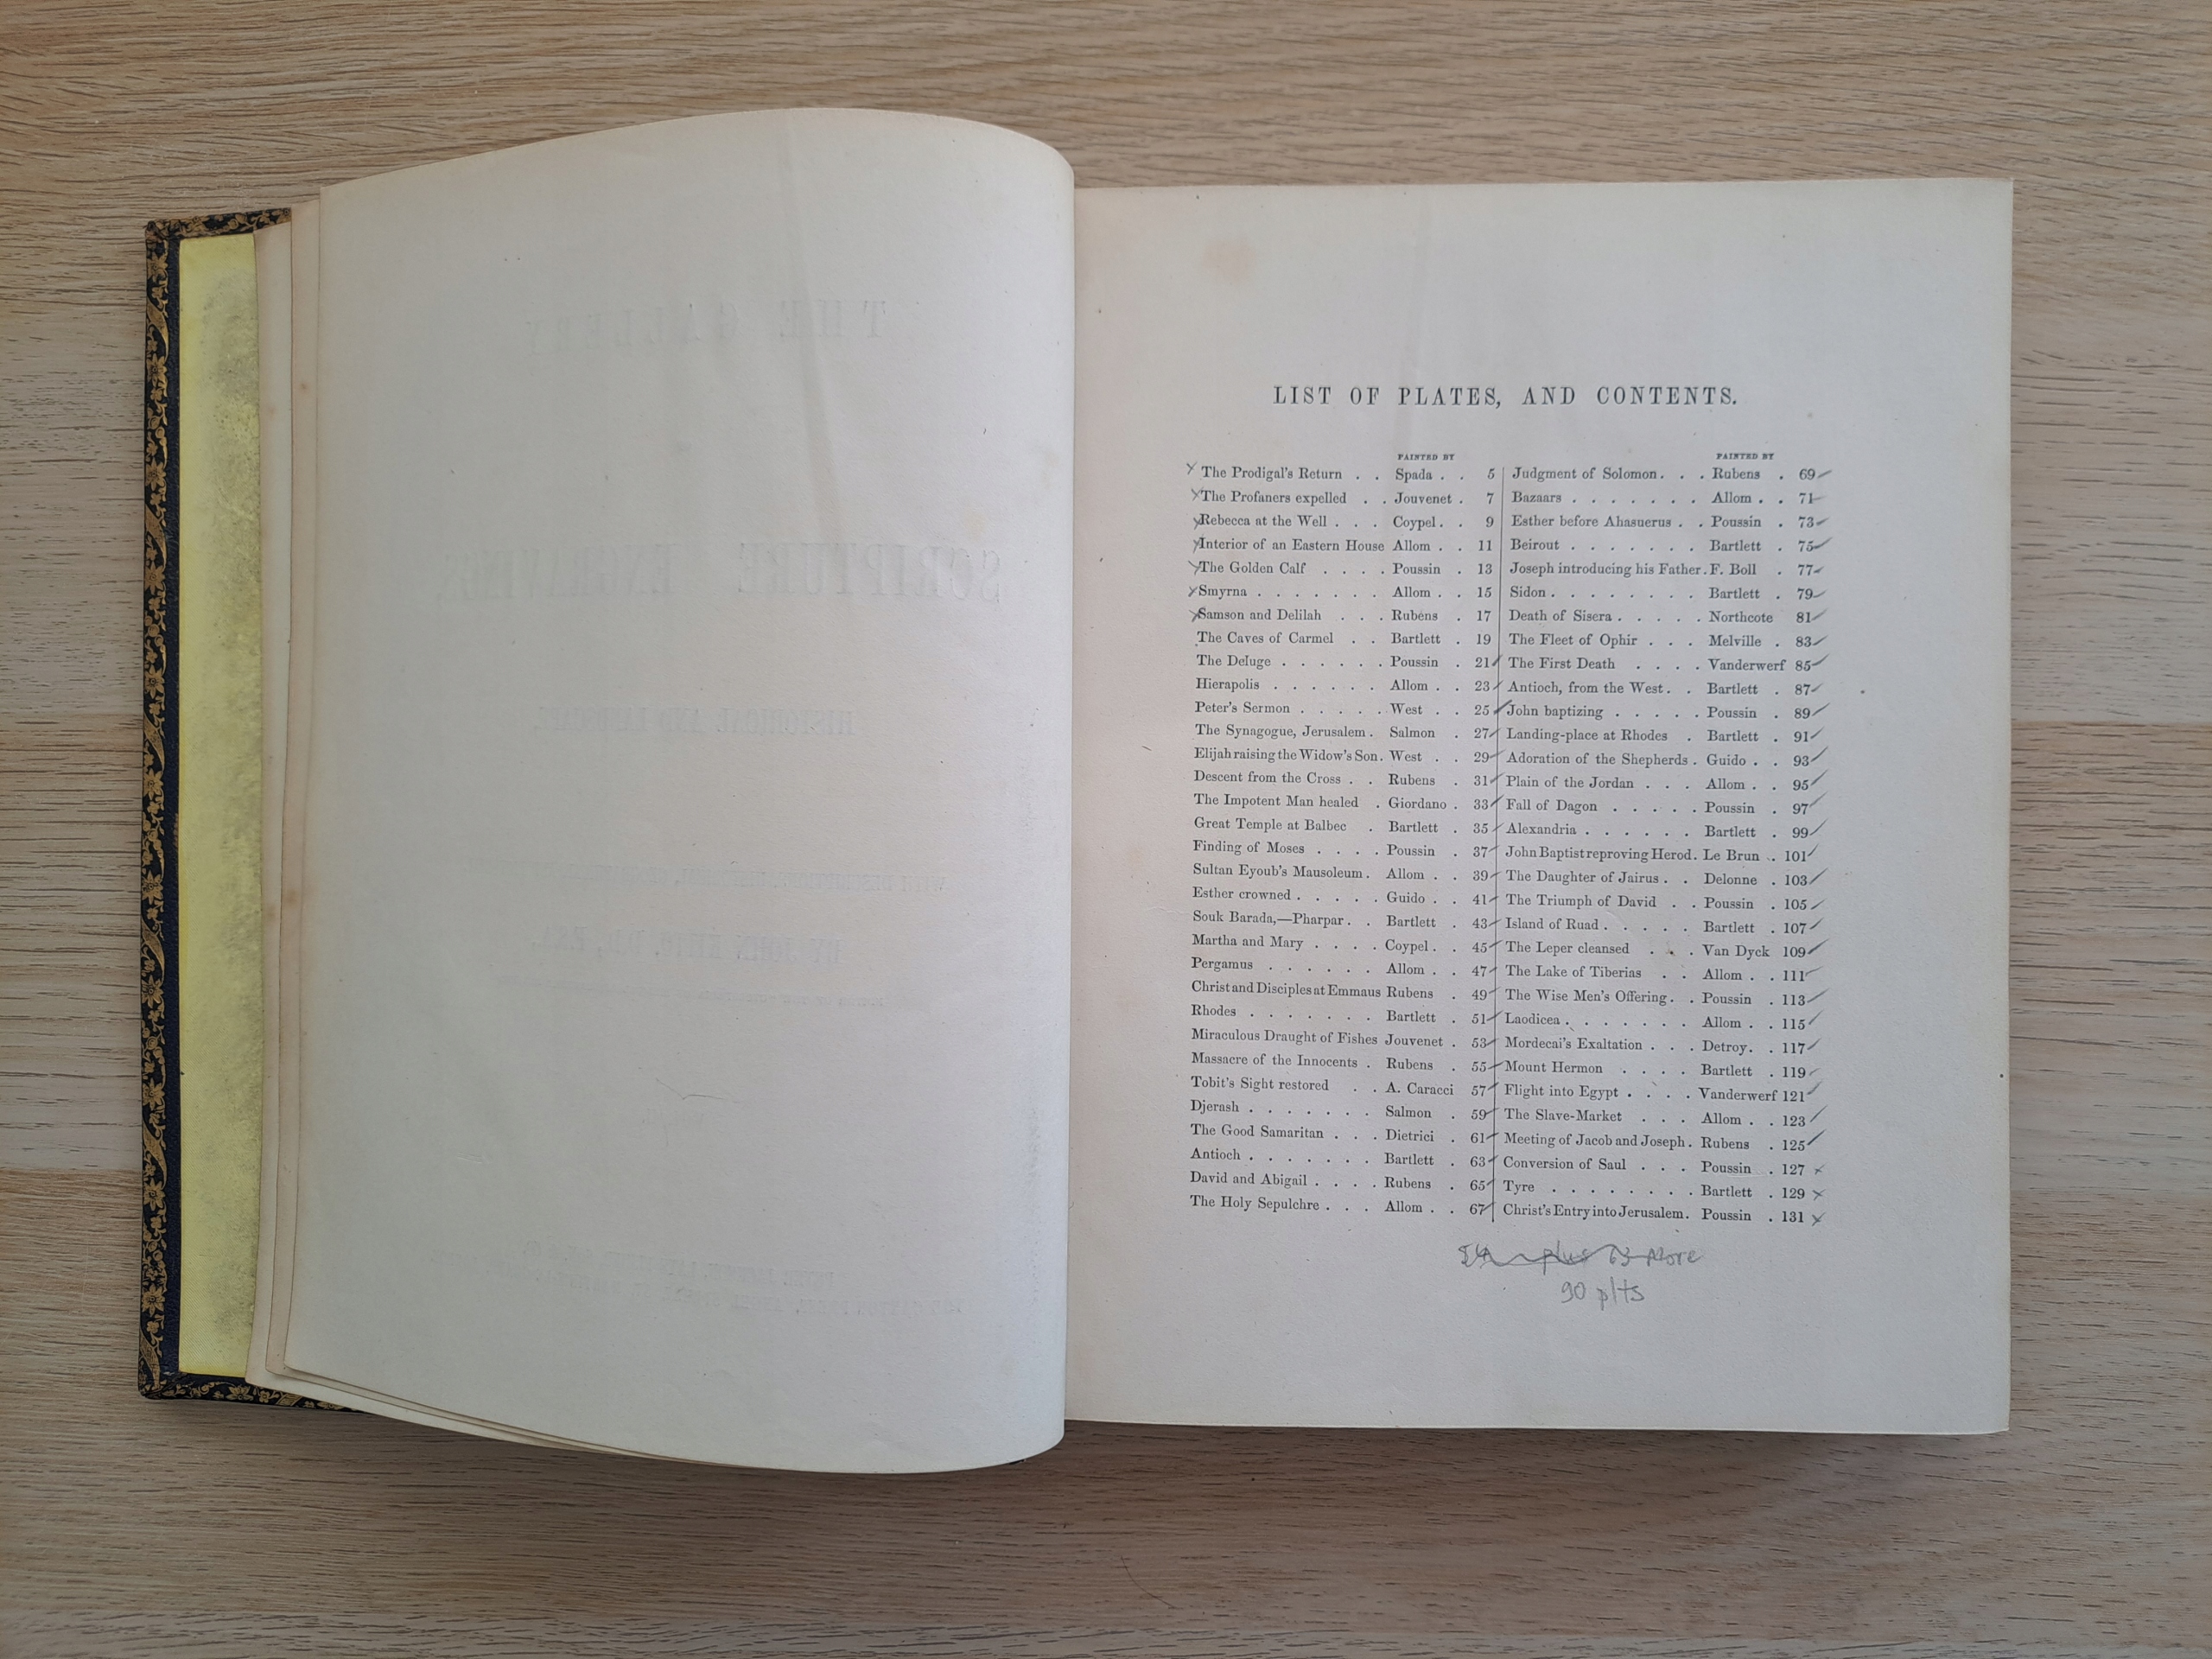 THE GALLERY
SCRIPTURE ENGRAVINGS
HISTORICAL AND LANDSCAPE
BY JOHN KITTO, D.D., F.S.A.,
LIST OF PLATES, AND CONTENTS.
PAINTED BY
The Prodigal's Return . . Spada . . 5
The Profaners expelled . . Jouvenet . 7
Rebecca at the Well . . . Coypel . . 9
Interior of an Eastern House Allom . . 11
The Golden Calf . . . . Poussin . 13
Smyrna . . . . . . . Allom . . 15
Samson and Delilah . . . Rubens . 17
The Caves of Carmel . . Bartlett . 19
The Deluge . . . . . . Poussin . 21
Hierapolis . . . . . . Allom . . 23
Peter's Sermon . . . . . West . . 25
The Synagogue, Jerusalem . Salmon . 27
Elijah raising the Widow's Son . West . . 29
Descent from the Cross . . Rubens . 31
The Impotent Man healed . Giordano . 33
Great Temple at Balbec . Bartlett . 35
Finding of Moses . . . . Poussin . 37
Sultan Eyoub's Mausoleum . Allom . . 39
Esther crowned . . . . . Guido . . 41
Souk Barada,—Pharpar . . Bartlett . 43
Martha and Mary . . . . Coypel . . 45
Pergamus . . . . . . Allom . . 47
Christ and Disciples at Emmaus Rubens . 49
Rhodes . . . . . . . Bartlett . 51
Miraculous Draught of Fishes Jouvenet . 53
Massacre of the Innocents . Rubens . 55
Tobit's Sight restored . . A. Caracci 57
Djerash . . . . . . . Salmon . 59
The Good Samaritan . . . Dietrici . 61
Antioch . . . . . . . Bartlett . 63
David and Abigail . . . . Rubens . 65
The Holy Sepulchre . . . Allom . . 67
PAINTED BY
Judgment of Solomon . . . Rubens . 69
Bazaars . . . . . . . Allom . . 71
Esther before Ahasuerus . . Poussin . 73
Beirout . . . . . . . Bartlett . 75
Joseph introducing his Father . F. Boll . 77
Sidon . . . . . . . . Bartlett . 79
Death of Sisera . . . . . Northcote 81
The Fleet of Ophir . . . Melville . 83
The First Death . . . . Vanderwerf 85
Antioch, from the West . . Bartlett . 87
John baptizing . . . . . Poussin . 89
Landing-place at Rhodes . Bartlett . 91
Adoration of the Shepherds . Guido . . 93
Plain of the Jordan . . . Allom . . 95
Fall of Dagon . . . . . Poussin . 97
Alexandria . . . . . . Bartlett . 99
John Baptist reproving Herod . Le Brun . . 101
The Daughter of Jairus . . Delonne . 103
The Triumph of David . . Poussin . 105
Island of Ruad . . . . . Bartlett . 107
The Leper cleansed . . . Van Dyck 109
The Lake of Tiberias . . Allom . . 111
The Wise Men's Offering . . Poussin . 113
Laodicea . . . . . . . Allom . . 115
Mordecai's Exaltation . . . Detroy . . 117
Mount Hermon . . . . Bartlett . 119
Flight into Egypt . . . . Vanderwerf 121
The Slave-Market . . . Allom . . 123
Meeting of Jacob and Joseph . Rubens . 125
Conversion of Saul . . . Poussin . 127
Tyre . . . . . . . . Bartlett . 129
Christ's Entry into Jerusalem . Poussin . 131
plus 63 more
90 plts